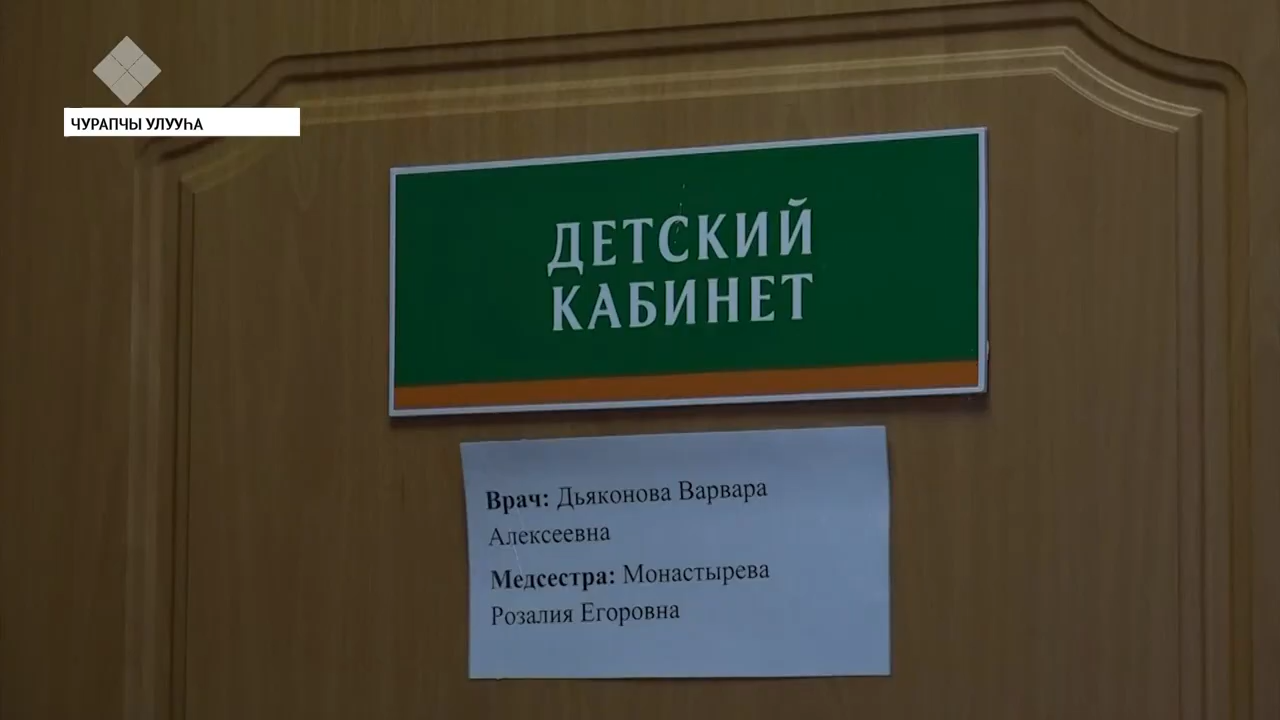 ЧУРАПЧЫ УЛУУҺА
ДЕТСКИЙ
КАБИНЕТ
Врач: Дьяконова Варвара
Алексеевна
Медсестра: Монастырева
Розалия Егоровна